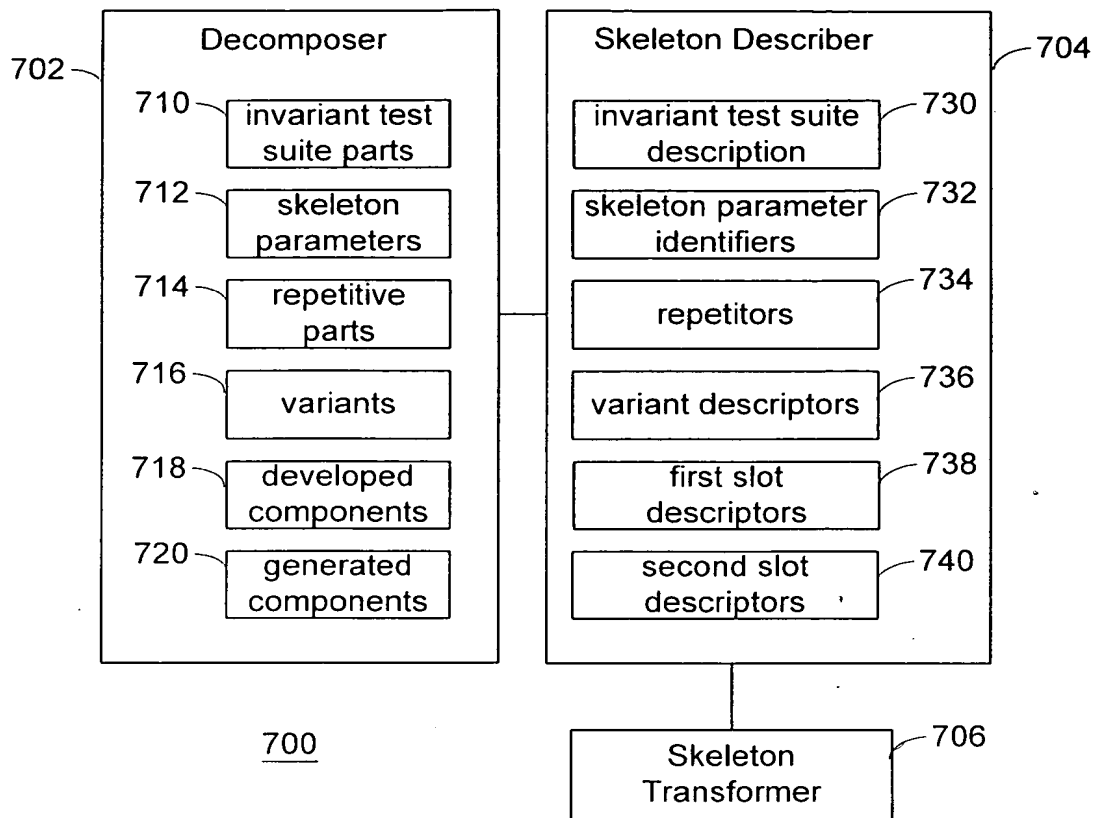 Decomposer
702
710
invariant test
suite parts
712
skeleton
parameters
714
repetitive
parts
716
variants
718
developed
components
720
generated
components
Skeleton Describer
704
730
invariant test suite
description
732
skeleton parameter
identifiers
734
repetitors
736
variant descriptors
738
first slot
descriptors
740
second slot
descriptors
700
706
Skeleton
Transformer